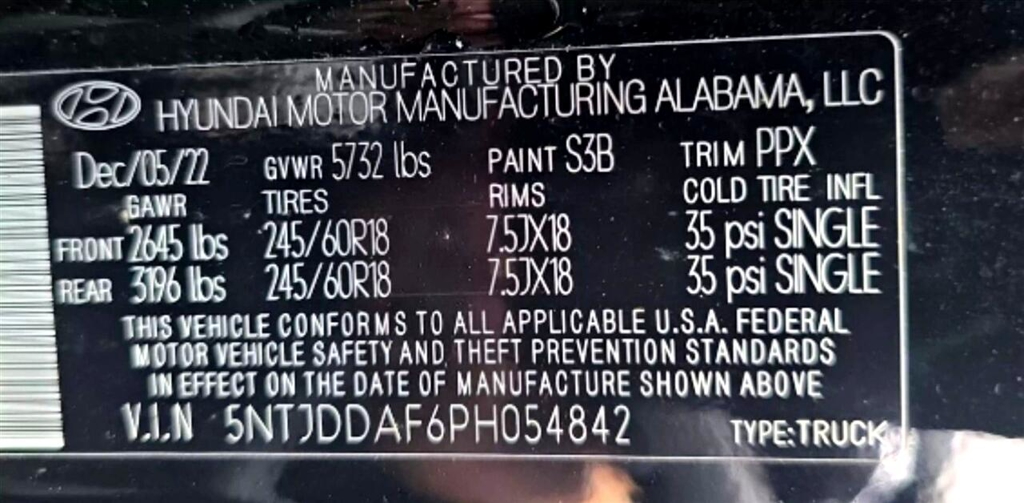 MANUFACTURED BY
HYUNDAI MOTOR MANUFACTURING ALABAMA, LLC
Dec/05/22 GVWR 5732 lbs PAINT S3B TRIM PPX
GAWR TIRES RIMS COLD TIRE INFL
FRONT 2645 lbs 245/60R18 7.5JX18 35 psi SINGLE
REAR 3196 lbs 245/60R18 7.5JX18 35 psi SINGLE
THIS VEHICLE CONFORMS TO ALL APPLICABLE U.S.A. FEDERAL
MOTOR VEHICLE SAFETY AND THEFT PREVENTION STANDARDS
IN EFFECT ON THE DATE OF MANUFACTURE SHOWN ABOVE
V.I.N 5NTJDDAF6PH054842 TYPE:TRUCK